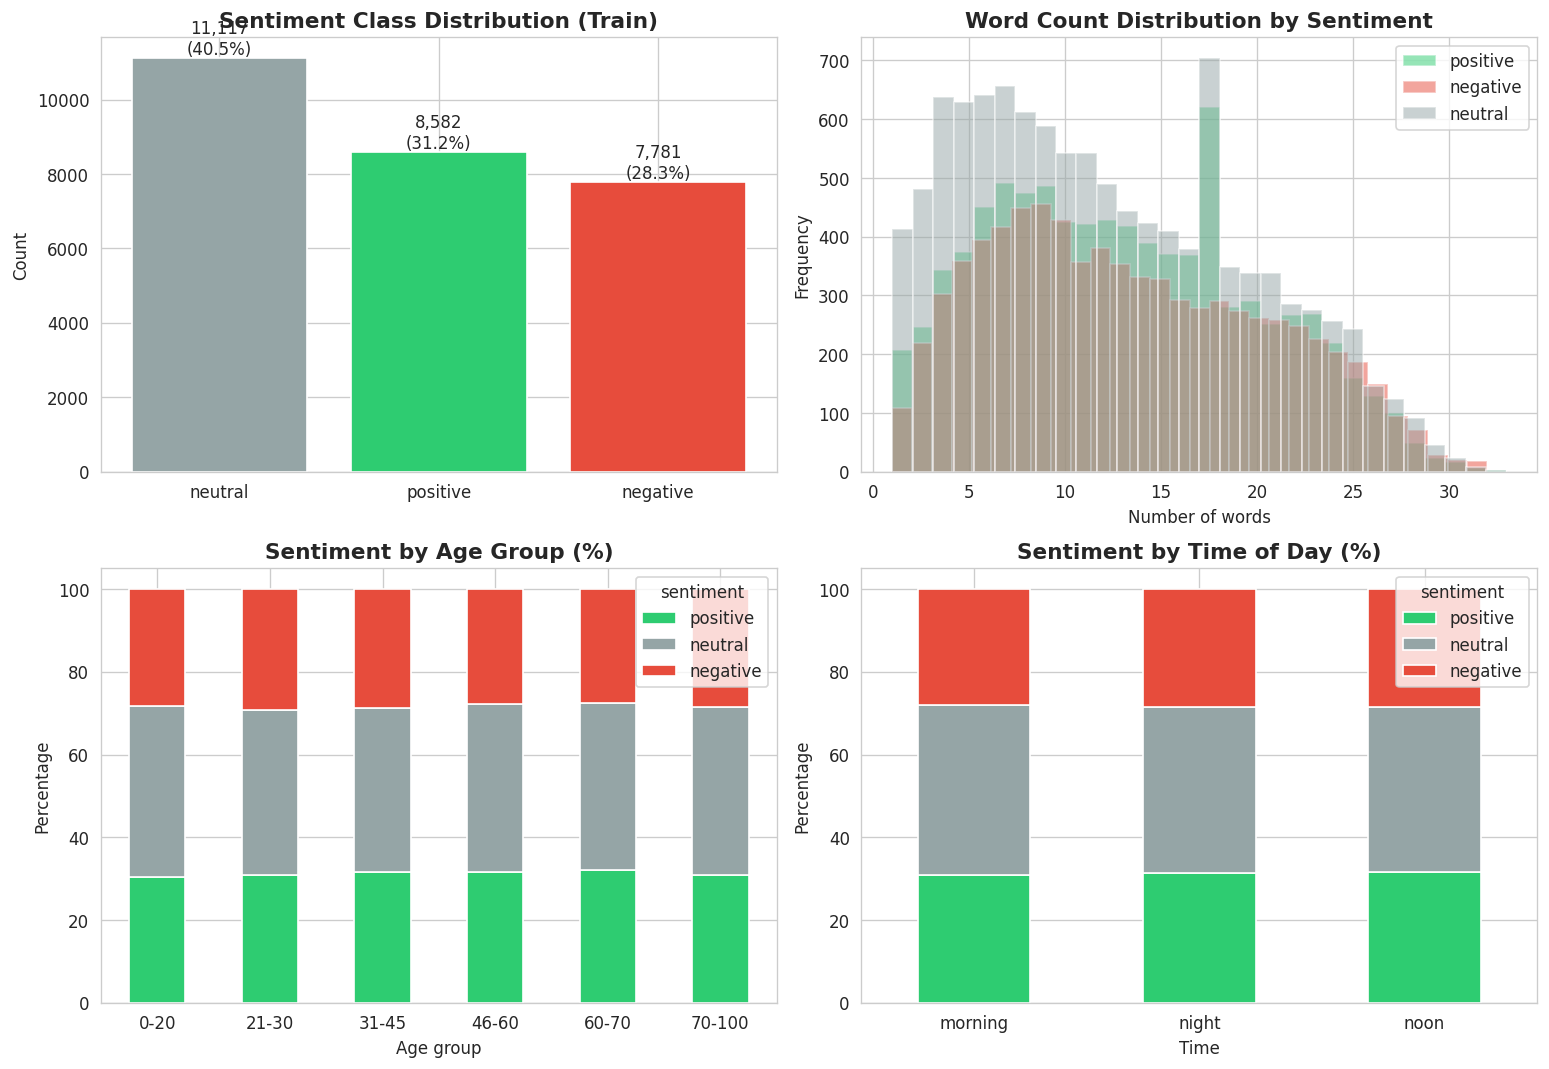 Sentiment Class Distribution (Train)
11,117
(40.5%)
8,582
(31.2%)
7,781
(28.3%)
10000
8000
6000
4000
2000
0
Count
neutral positive negative
Word Count Distribution by Sentiment
positive
negative
neutral
700
600
500
400
300
200
100
0
Frequency
0 5 10 15 20 25 30
Number of words
Sentiment by Age Group (%)
sentiment
positive
neutral
negative
100
80
60
40
20
0
Percentage
0-20 21-30 31-45 46-60 60-70 70-100
Age group
Sentiment by Time of Day (%)
sentiment
positive
neutral
negative
100
80
60
40
20
0
Percentage
morning night noon
Time